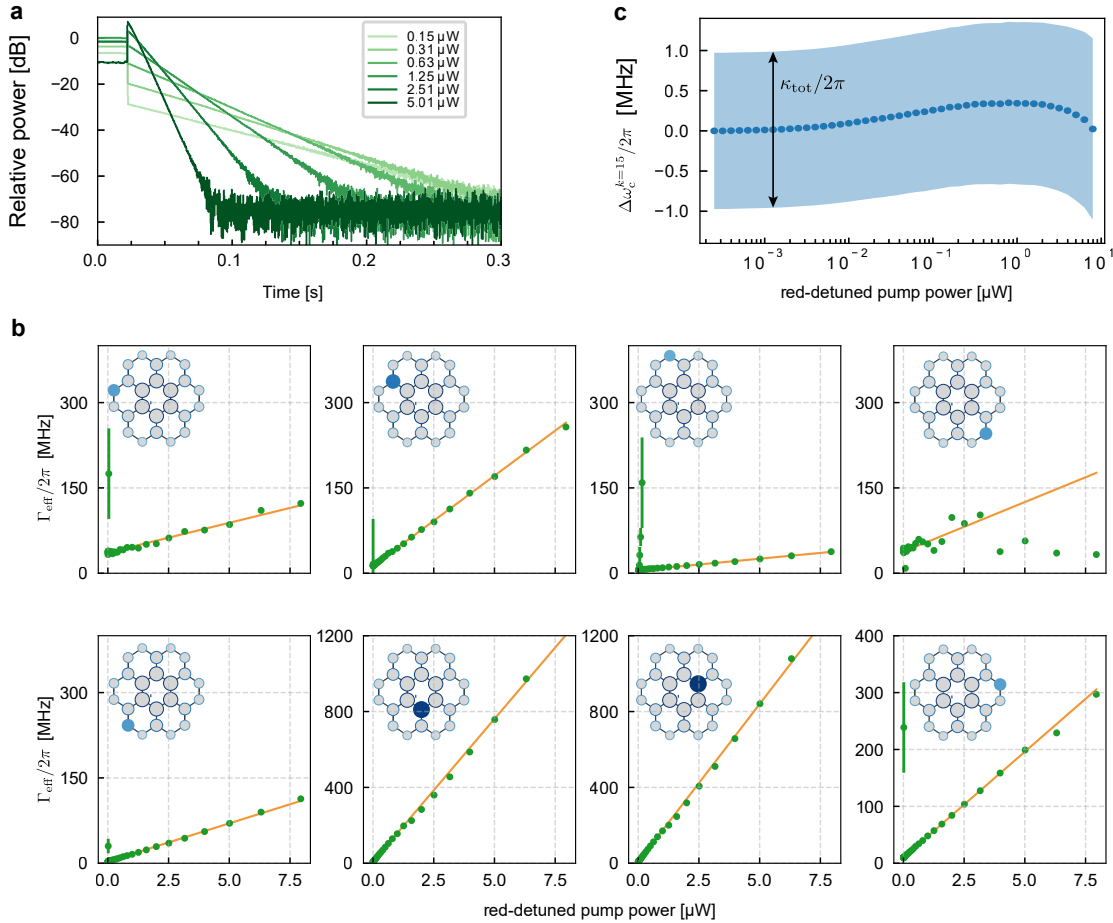 a
Relative power [dB]
0
−20
−40
−60
−80
0.15 μW
0.31 μW
0.63 μW
1.25 μW
2.51 μW
5.01 μW
0.0
0.1
0.2
0.3
Time [s]
c
Δω_c^{k=15}/2π [MHz]
1.0
0.5
0.0
−0.5
−1.0
κ_tot/2π
10^−3
10^−2
10^−1
10^0
10^1
red-detuned pump power [μW]
b
Γ_eff/2π [MHz]
300
150
0
300
150
0
300
150
0
300
150
0
Γ_eff/2π [MHz]
300
150
0
0.0 2.5 5.0 7.5
1200
800
400
0
0.0 2.5 5.0 7.5
1200
800
400
0
0.0 2.5 5.0 7.5
400
300
200
100
0
0.0 2.5 5.0 7.5
red-detuned pump power [μW]